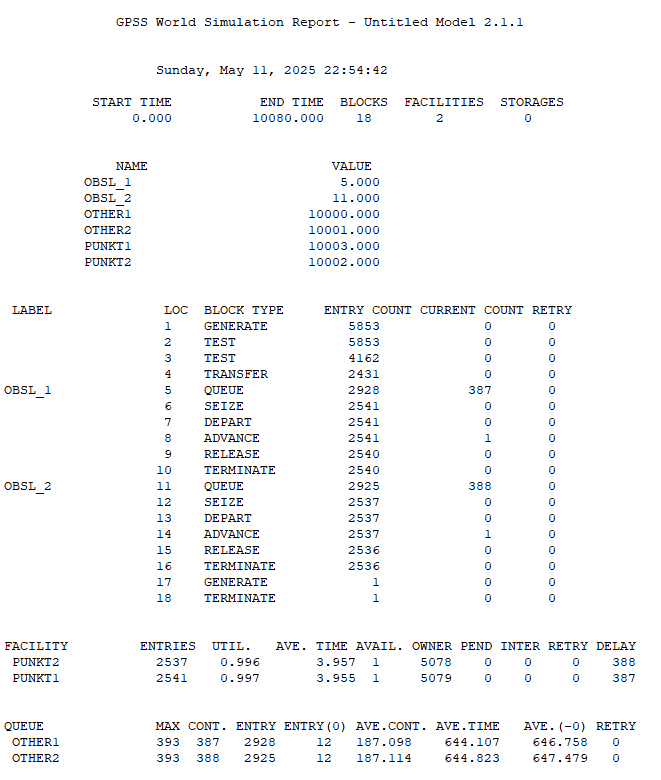 GPSS World Simulation Report - Untitled Model 2.1.1
Sunday, May 11, 2025 22:54:42
START TIME END TIME BLOCKS FACILITIES STORAGES
0.000 10080.000 18 2 0
NAME VALUE
OBSL_1 5.000
OBSL_2 11.000
OTHER1 10000.000
OTHER2 10001.000
PUNKT1 10003.000
PUNKT2 10002.000
LABEL LOC BLOCK TYPE ENTRY COUNT CURRENT COUNT RETRY
1 GENERATE 5853 0 0
2 TEST 5853 0 0
3 TEST 4162 0 0
4 TRANSFER 2431 0 0
OBSL_1 5 QUEUE 2928 387 0
6 SEIZE 2541 0 0
7 DEPART 2541 0 0
8 ADVANCE 2541 1 0
9 RELEASE 2540 0 0
10 TERMINATE 2540 0 0
OBSL_2 11 QUEUE 2925 388 0
12 SEIZE 2537 0 0
13 DEPART 2537 0 0
14 ADVANCE 2537 1 0
15 RELEASE 2536 0 0
16 TERMINATE 2536 0 0
17 GENERATE 1 0 0
18 TERMINATE 1 0 0
FACILITY ENTRIES UTIL. AVE. TIME AVAIL. OWNER PEND INTER RETRY DELAY
PUNKT2 2537 0.996 3.957 1 5078 0 0 0 388
PUNKT1 2541 0.997 3.955 1 5079 0 0 0 387
QUEUE MAX CONT. ENTRY ENTRY(0) AVE.CONT. AVE.TIME AVE.(-0) RETRY
OTHER1 393 387 2928 12 187.098 644.107 646.758 0
OTHER2 393 388 2925 12 187.114 644.823 647.479 0